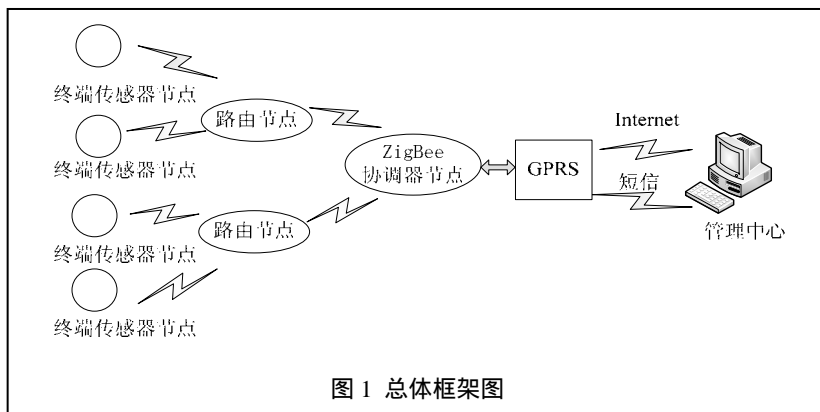 终端传感器节点
路由节点
终端传感器节点
ZigBee
协调器节点
GPRS
Internet
短信
管理中心
终端传感器节点
路由节点
终端传感器节点
图 1 总体框架图